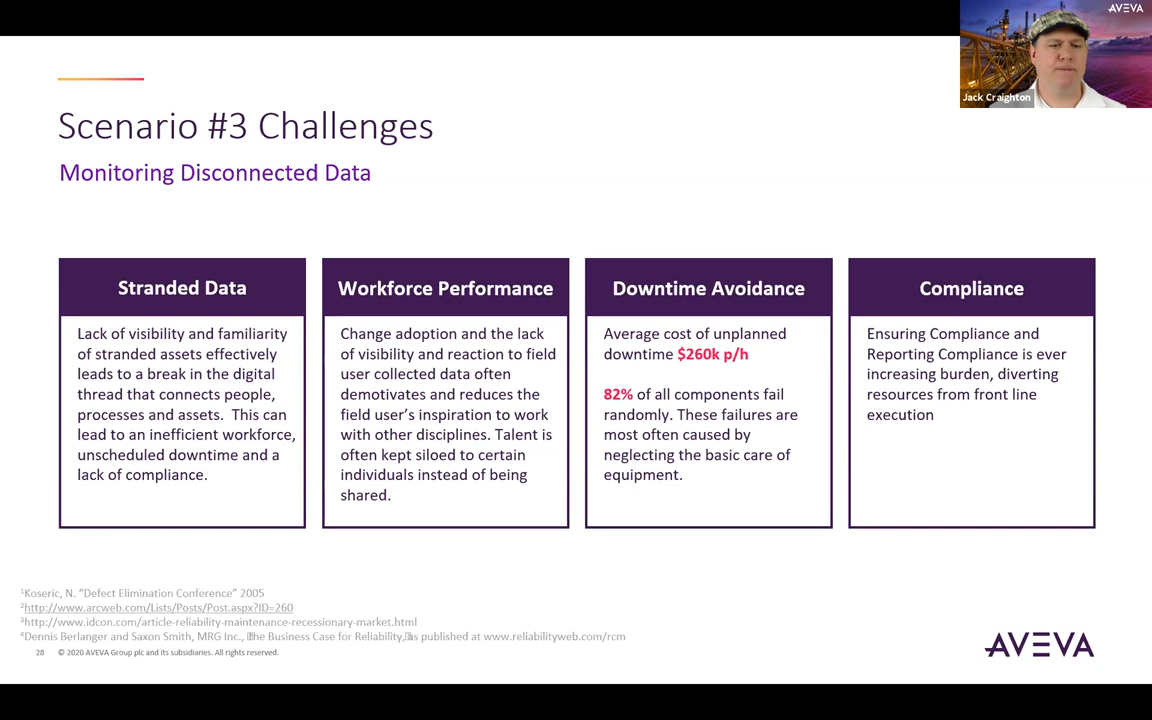 AVEVA
Jack Craighton
Scenario #3 Challenges
Monitoring Disconnected Data
Stranded Data
Lack of visibility and familiarity
of stranded assets effectively
leads to a break in the digital
thread that connects people,
processes and assets.  This can
lead to an inefficient workforce,
unscheduled downtime and a
lack of compliance.
Workforce Performance
Change adoption and the lack
of visibility and reaction to field
user collected data often
demotivates and reduces the
field user's inspiration to work
with other disciplines. Talent is
often kept siloed to certain
individuals instead of being
shared.
Downtime Avoidance
Average cost of unplanned
downtime $260k p/h
82% of all components fail
randomly. These failures are
most often caused by
neglecting the basic care of
equipment.
Compliance
Ensuring Compliance and
Reporting Compliance is ever
increasing burden, diverting
resources from front line
execution
¹Koseric, N. "Defect Elimination Conference" 2005
²http://www.arcweb.com/Lists/Posts/Post.aspx?ID=260
³http://www.idcon.com/article-reliability-maintenance-recessionary-market.html
⁴Dennis Berlanger and Saxon Smith, MRG Inc., The Business Case for Reliability, as published at www.reliabilityweb.com/rcm
28 © 2020 AVEVA Group plc and its subsidiaries. All rights reserved.
AVEVA